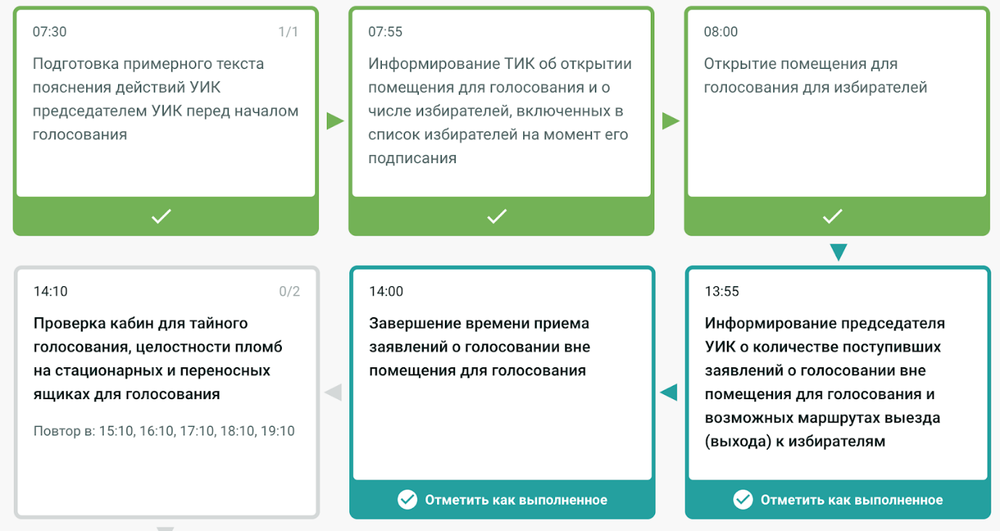 07:30 1/1
Подготовка примерного текста
пояснения действий УИК
председателем УИК перед началом
голосования
07:55
Информирование ТИК об открытии
помещения для голосования и о
числе избирателей, включенных в
список избирателей на момент его
подписания
08:00
Открытие помещения для
голосования для избирателей
13:55
Информирование председателя
УИК о количестве поступивших
заявлений о голосовании вне
помещения для голосования и
возможных маршрутах выезда
(выхода) к избирателям
Отметить как выполненное
14:00
Завершение времени приема
заявлений о голосовании вне
помещения для голосования
Отметить как выполненное
14:10 0/2
Проверка кабин для тайного
голосования, целостности пломб
на стационарных и переносных
ящиках для голосования
Повтор в: 15:10, 16:10, 17:10, 18:10, 19:10